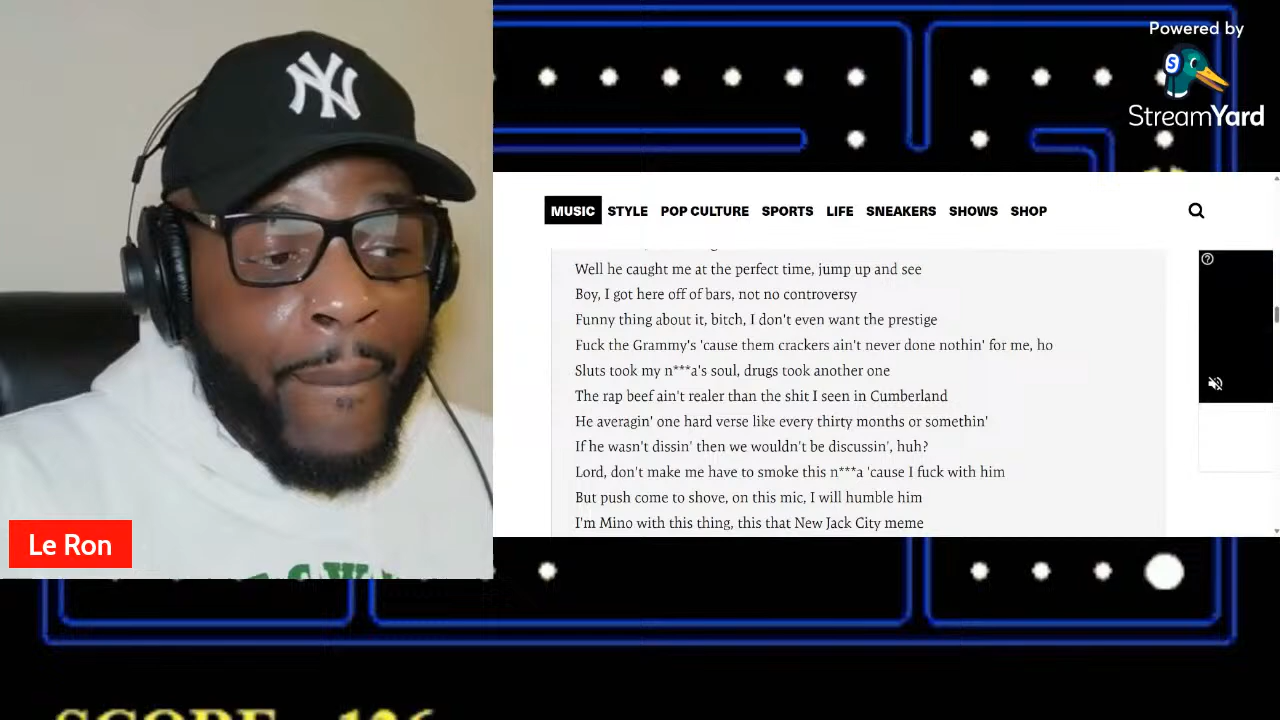 Powered by
StreamYard
NY
MUSIC STYLE POP CULTURE SPORTS LIFE SNEAKERS SHOWS SHOP
Well he caught me at the perfect time, jump up and see
Boy, I got here off of bars, not no controversy
Funny thing about it, bitch, I don't even want the prestige
Fuck the Grammy's 'cause them crackers ain't never done nothin' for me, ho
Sluts took my n***a's soul, drugs took another one
The rap beef ain't realer than the shit I seen in Cumberland
He averagin' one hard verse like every thirty months or somethin'
If he wasn't dissin' then we wouldn't be discussin', huh?
Lord, don't make me have to smoke this n***a 'cause I fuck with him
But push come to shove, on this mic, I will humble him
I'm Mino with this thing, this that New Jack City meme
Le Ron